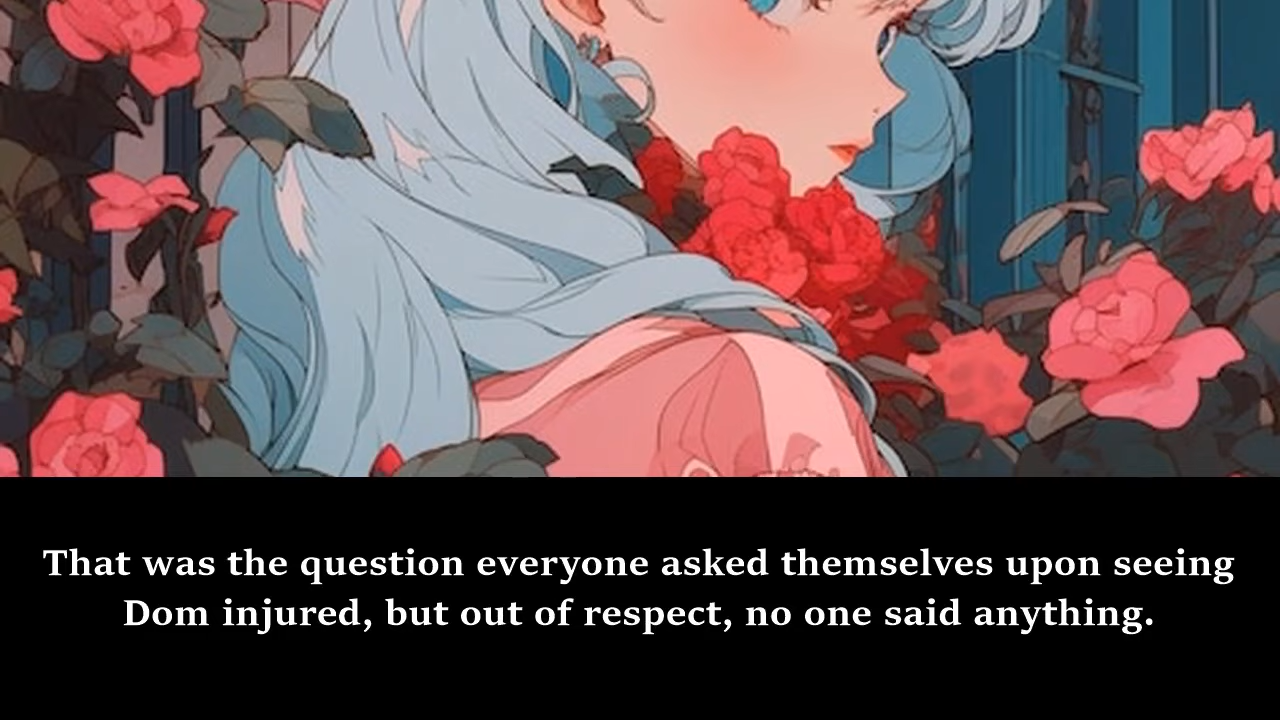 That was the question everyone asked themselves upon seeing
Dom injured, but out of respect, no one said anything.